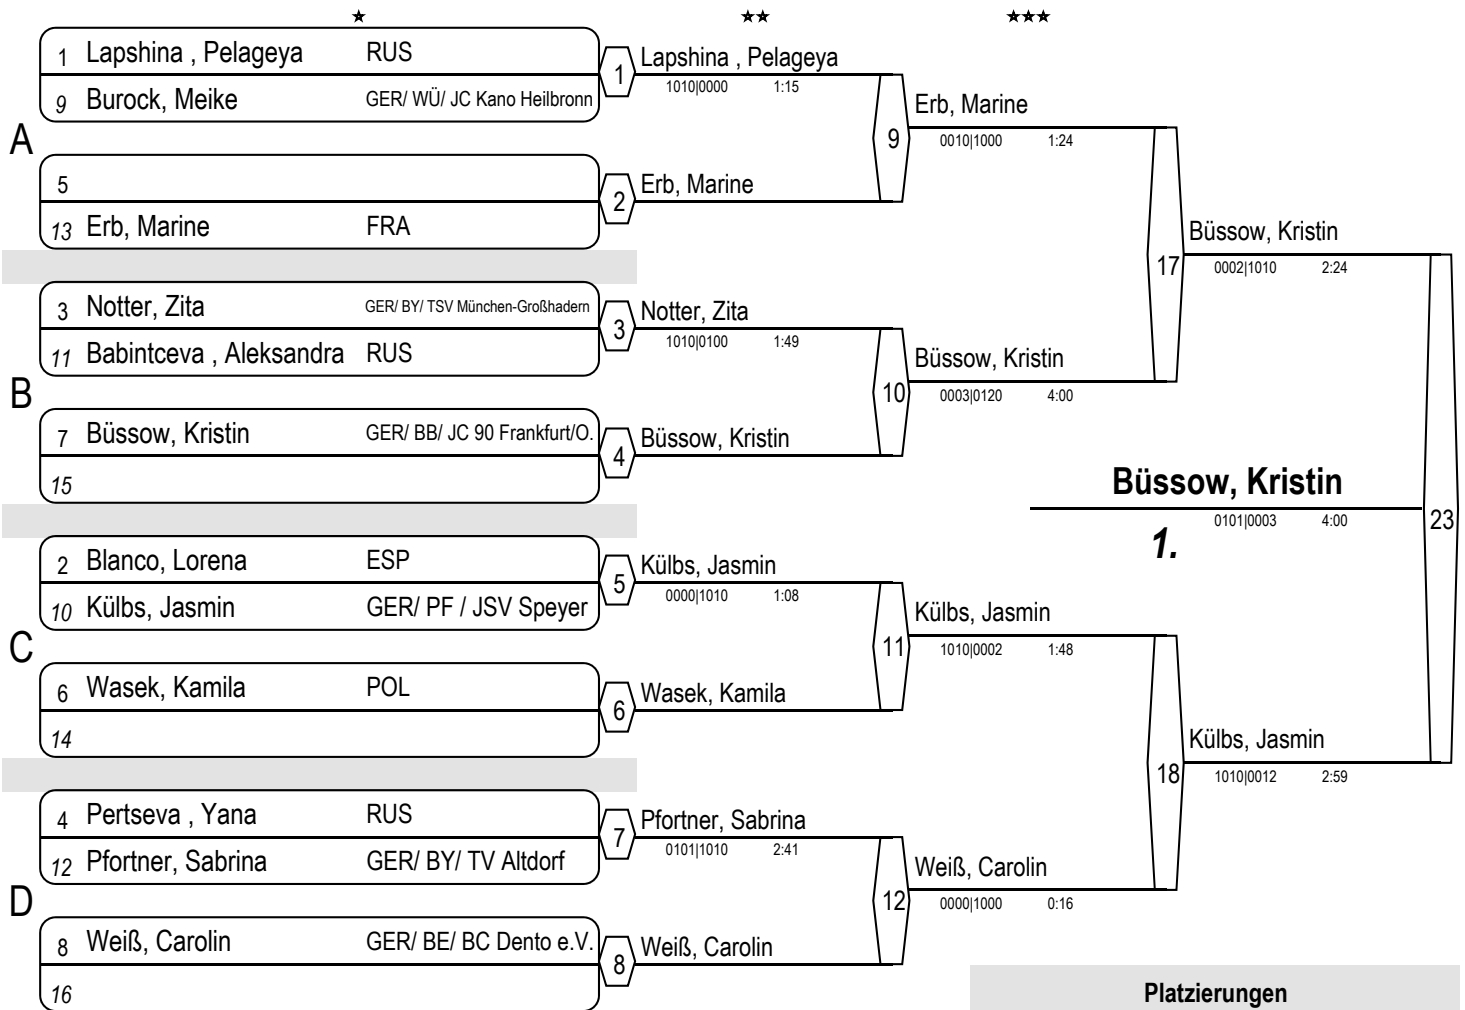 1 Lapshina , Pelageya RUS
9 Burock, Meike GER/ WÜ/ JC Kano Heilbronn
1
Lapshina , Pelageya
1010|0000 1:15
A
5
13 Erb, Marine FRA
2
Erb, Marine
9
Erb, Marine
0010|1000 1:24
3 Notter, Zita GER/ BY/ TSV München-Großhadern
11 Babintceva , Aleksandra RUS
3
Notter, Zita
1010|0100 1:49
B
7 Büssow, Kristin GER/ BB/ JC 90 Frankfurt/O.
15
4
Büssow, Kristin
10
Büssow, Kristin
0003|0120 4:00
17
Büssow, Kristin
0002|1010 2:24
2 Blanco, Lorena ESP
10 Külbs, Jasmin GER/ PF / JSV Speyer
5
Külbs, Jasmin
0000|1010 1:08
C
6 Wasek, Kamila POL
14
6
Wasek, Kamila
11
Külbs, Jasmin
1010|0002 1:48
4 Pertseva , Yana RUS
12 Pfortner, Sabrina GER/ BY/ TV Altdorf
7
Pfortner, Sabrina
0101|1010 2:41
D
8 Weiß, Carolin GER/ BE/ BC Dento e.V.
16
8
Weiß, Carolin
12
Weiß, Carolin
0000|1000 0:16
18
Külbs, Jasmin
1010|0012 2:59
23
Büssow, Kristin
0101|0003 4:00
1.
Platzierungen